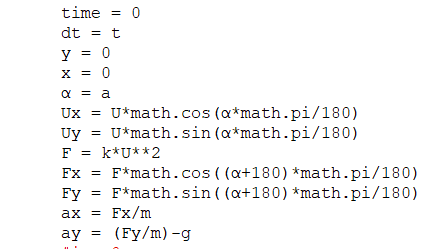 time = 0
dt = t
y = 0
x = 0
α = a
Ux = U*math.cos(α*math.pi/180)
Uy = U*math.sin(α*math.pi/180)
F = k*U**2
Fx = F*math.cos((α+180)*math.pi/180)
Fy = F*math.sin((α+180)*math.pi/180)
ax = Fx/m
ay = (Fy/m)-g